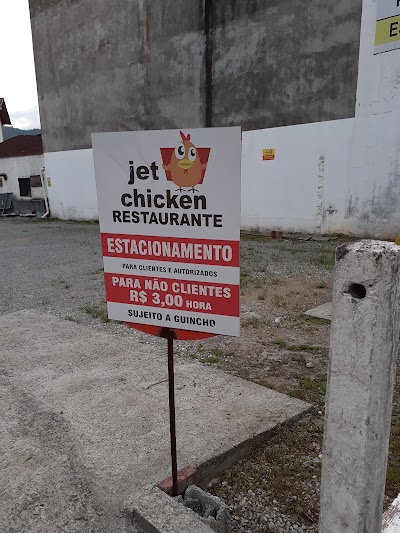 jet
chicken
RESTAURANTE
ESTACIONAMENTO
PARA CLIENTES E AUTORIZADOS
PARA NÃO CLIENTES
R$ 3,00 HORA
SUJEITO A GUINCHO